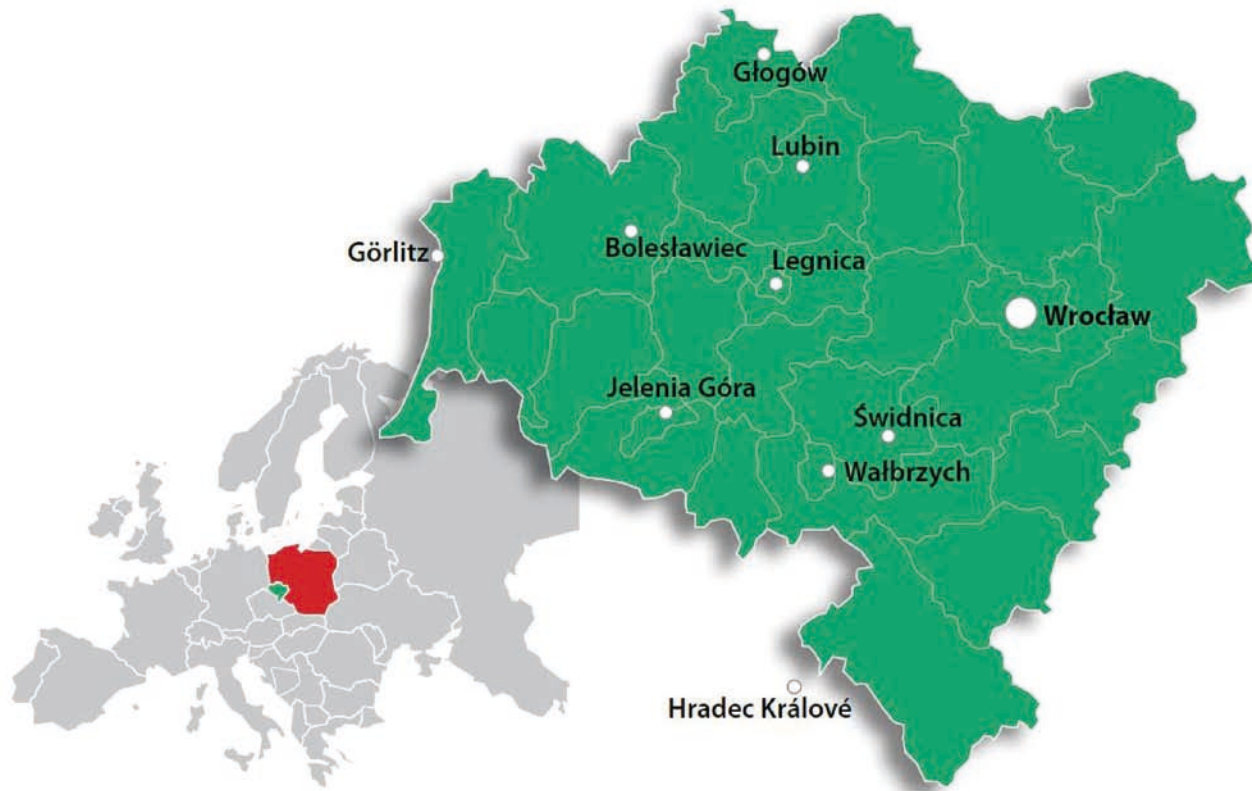 Głogów
Lubin
Görlitz
Bolesławiec
Legnica
Wrocław
Jelenia Góra
Świdnica
Wałbrzych
Hradec Králové